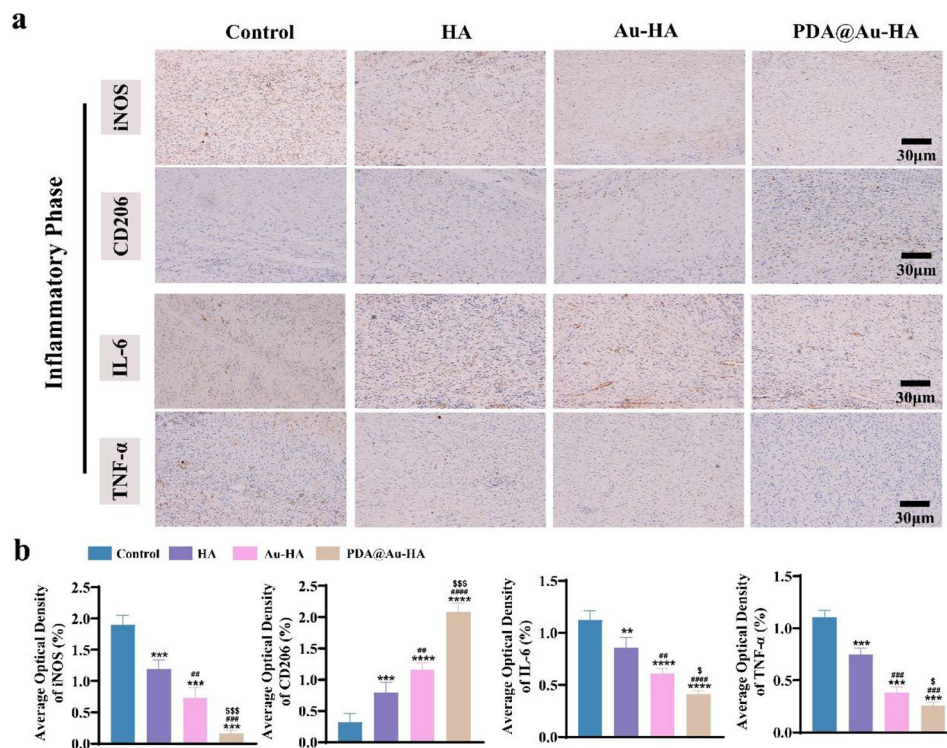 a
Control HA Au-HA PDA@Au-HA
Inflammatory Phase
iNOS
30μm
CD206
30μm
IL-6
30μm
TNF-α
30μm
b
Control HA Au-HA PDA@Au-HA
Average Optical Density
of iNOS (%)
2.5
2.0
1.5
1.0
0.5
0.0
***
##
***
$$$
###
***
Average Optical Density
of CD206 (%)
2.5
2.0
1.5
1.0
0.5
0.0
***
##
****
$$$
####
****
Average Optical Density
of IL-6 (%)
1.5
1.0
0.5
0.0
**
##
****
$
####
****
Average Optical Density
of TNF-α (%)
1.5
1.0
0.5
0.0
***
###
***
$
###
***